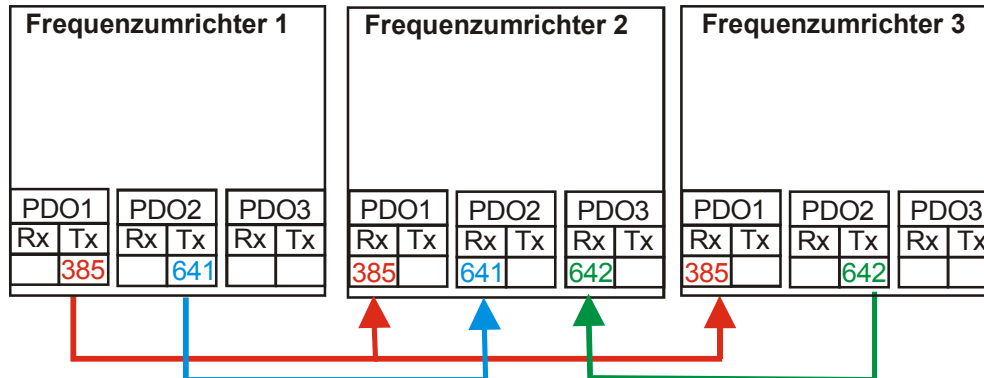 Frequenzumrichter 1 Frequenzumrichter 2 Frequenzumrichter 3
PDO1 PDO2 PDO3 PDO1 PDO2 PDO3 PDO1 PDO2 PDO3
Rx Tx Rx Tx Rx Tx Rx Tx Rx Tx Rx Tx Rx Tx Rx Tx Rx Tx
385 641 385 641 642 385 642